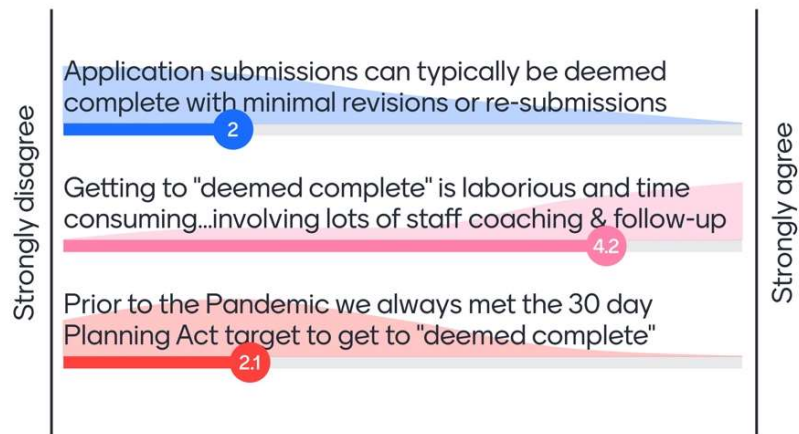 Strongly disagree
Application submissions can typically be deemed
complete with minimal revisions or re-submissions
2
Getting to "deemed complete" is laborious and time
consuming...involving lots of staff coaching & follow-up
4.2
Prior to the Pandemic we always met the 30 day
Planning Act target to get to "deemed complete"
2.1
Strongly agree